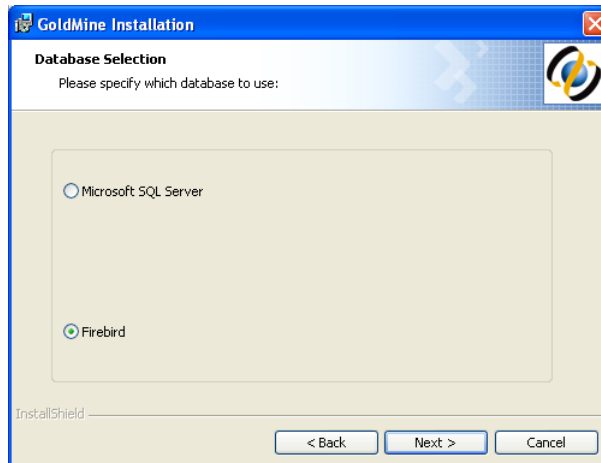 GoldMine Installation
Database Selection
Please specify which database to use:
Microsoft SQL Server
Firebird
InstallShield
< Back Next > Cancel